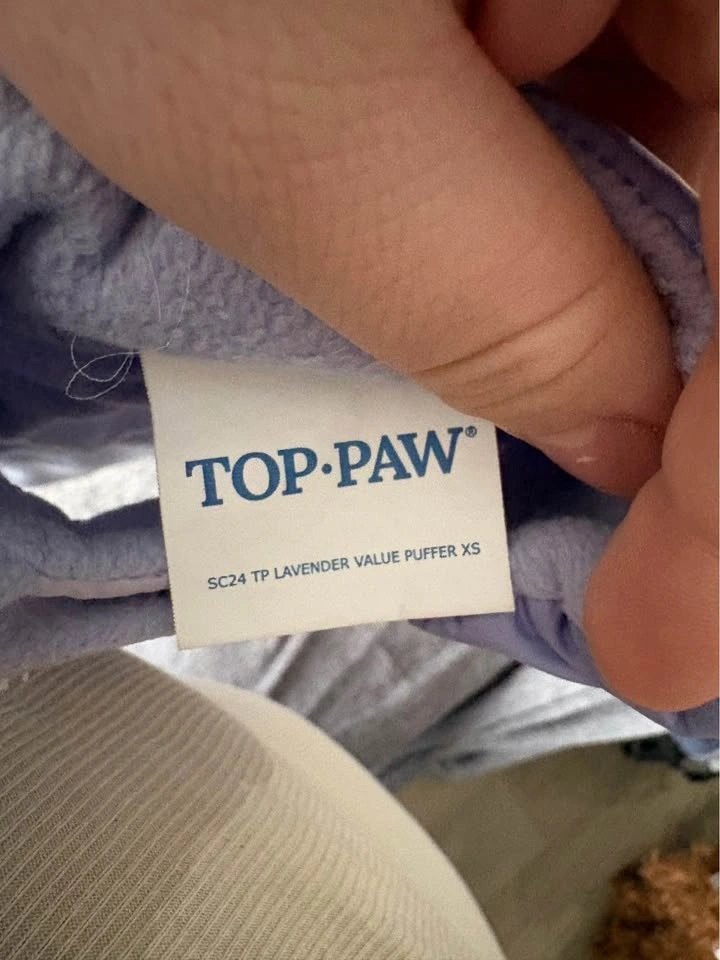 TOP•PAW®
SC24 TP LAVENDER VALUE PUFFER XS